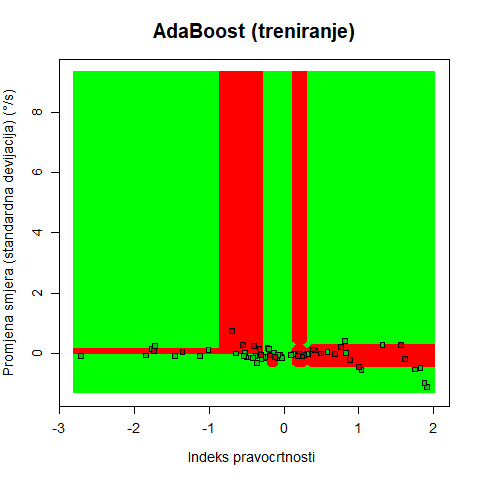 AdaBoost (treniranje)
Promjena smjera (standardna devijacija) (°/s)
8
6
4
2
0
-3 -2 -1 0 1 2
Indeks pravocrtnosti